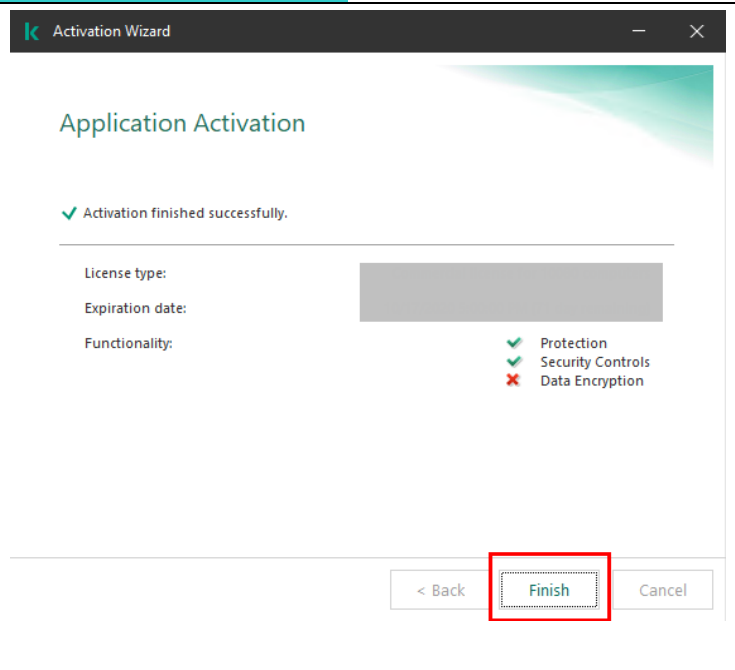 Activation Wizard
Application Activation
Activation finished successfully.
License type:
Expiration date:
Functionality:
Protection
Security Controls
Data Encryption
< Back
Finish
Cancel